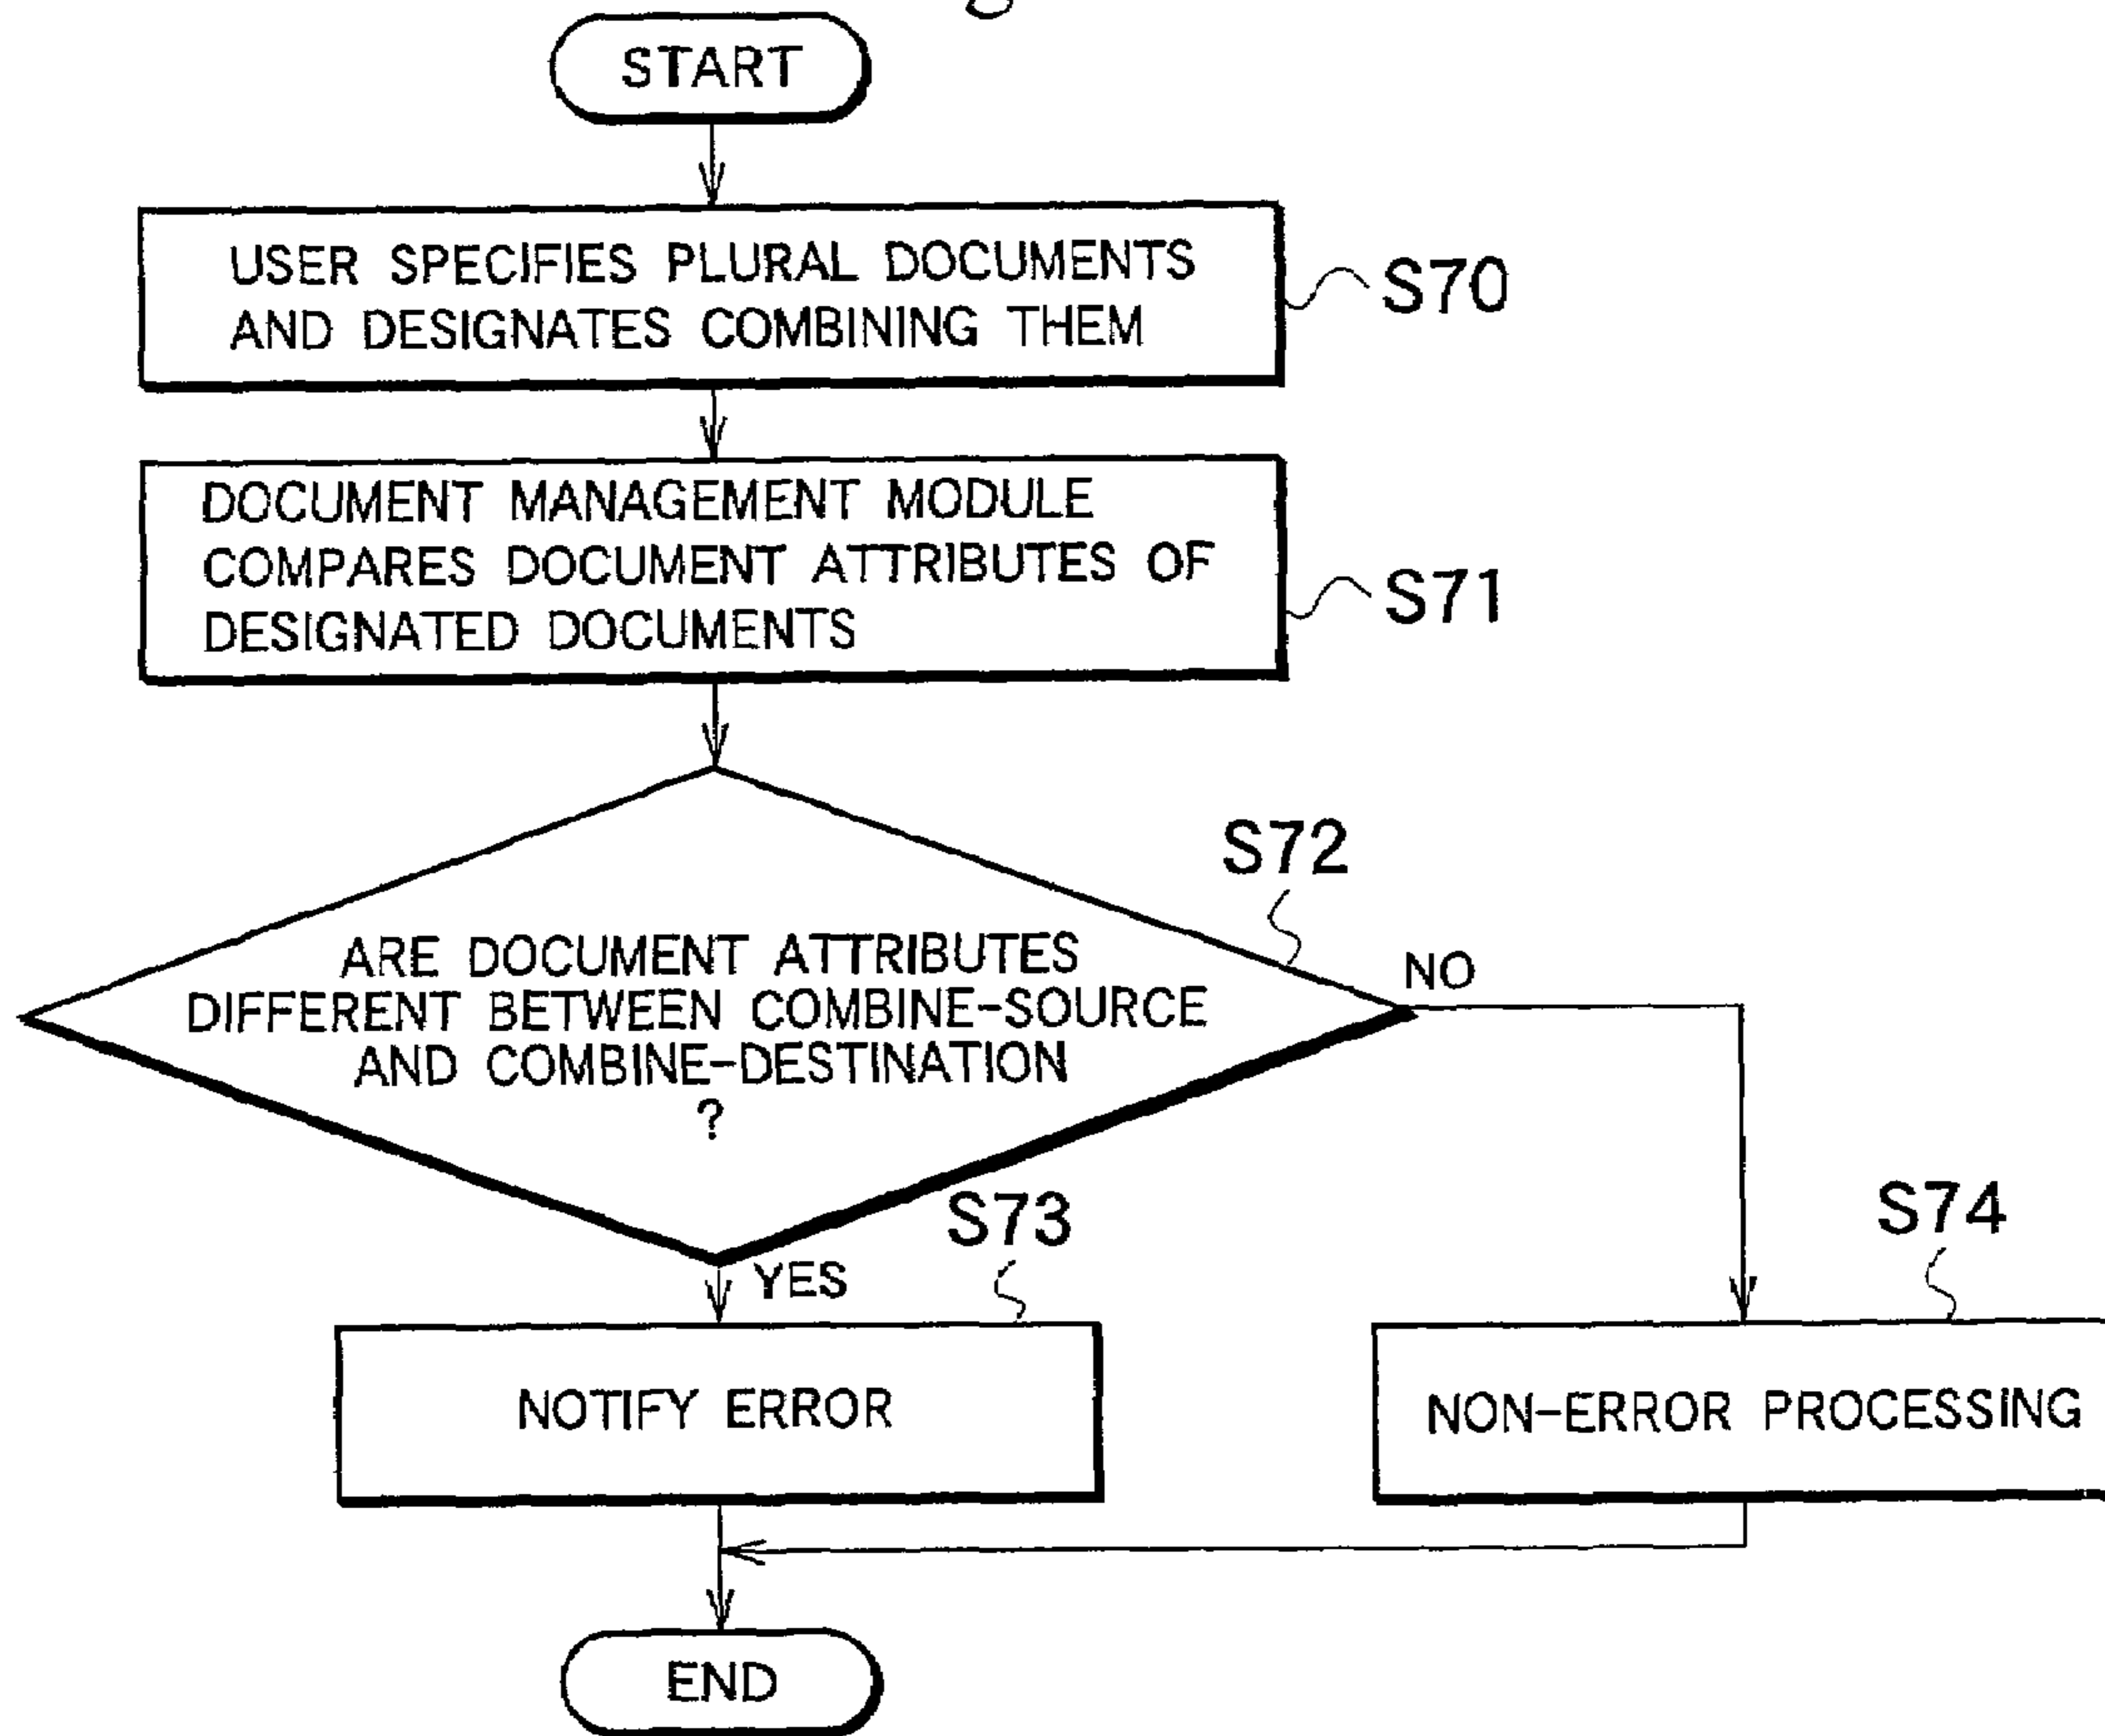 START
USER SPECIFIES PLURAL DOCUMENTS
AND DESIGNATES COMBINING THEM
S70
DOCUMENT MANAGEMENT MODULE
COMPARES DOCUMENT ATTRIBUTES OF
DESIGNATED DOCUMENTS
S71
S72
ARE DOCUMENT ATTRIBUTES
DIFFERENT BETWEEN COMBINE-SOURCE
AND COMBINE-DESTINATION
?
NO
YES
S73
NOTIFY ERROR
S74
NON-ERROR PROCESSING
END